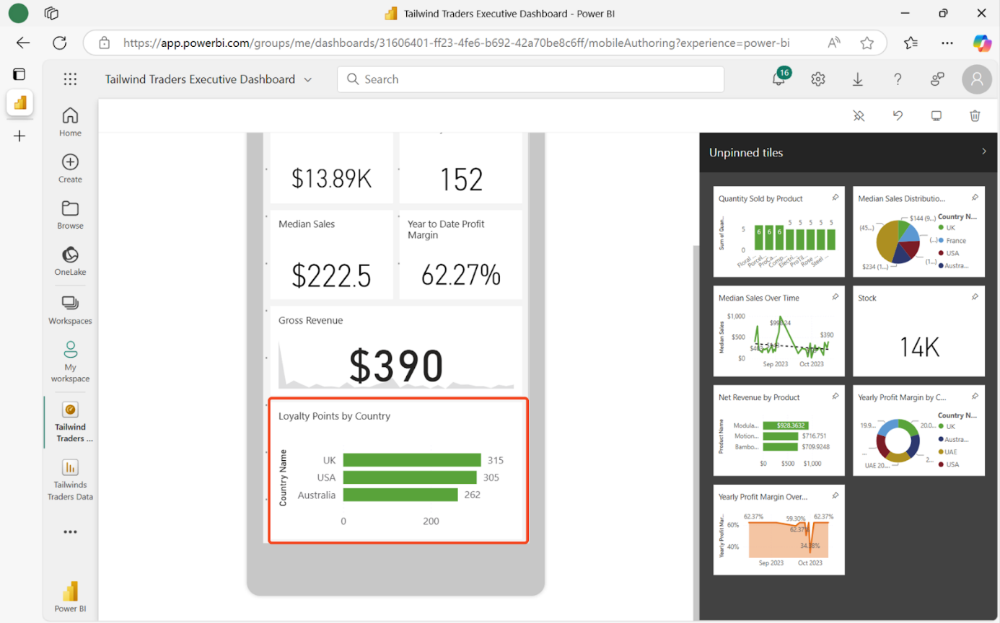 Tailwind Traders Executive Dashboard - Power BI
https://app.powerbi.com/groups/me/dashboards/31606401-ff23-4fe6-b692-42a70be8c6ff/mobileAuthoring?experience=power-bi
Tailwind Traders Executive Dashboard
Search
16
Home
Create
Browse
OneLake
Workspaces
My
workspace
Tailwind
Traders ...
Tailwinds
Traders Data
Power BI
$13.89K
152
Median Sales
$222.5
Year to Date Profit
Margin
62.27%
Gross Revenue
$390
Loyalty Points by Country
Country Name
UK 315
USA 305
Australia 262
0 200
Unpinned tiles
Quantity Sold by Product
Sum of Quan...
5
0
6 6 6 5 5 5 5 5
Floral ... Porcel... ProCa... Comp... Electri... ProTil... Rose ... Steel ...
Median Sales Distributio...
$144 (9...)
(45...)
(...)
(1...)
$234 (1...)
Country N...
UK
France
USA
Austra...
Median Sales Over Time
Median Sales
$1,000
$500
$0
$390
Sep 2023 Oct 2023
Stock
14K
Net Revenue by Product
Product Name
Modula... $928.3632
Motion... $716.751
Bambo... $709.9248
$0 $500 $1,000
Yearly Profit Margin by C...
19.9...
20.0...
...
2...
UAE 20....
Country N...
UK
Austra...
UAE
USA
Yearly Profit Margin Over...
Yearly Profit Mar...
60%
40%
62.37% 59.30% 62.37%
62.37%
34.38%
Sep 2023 Oct 2023